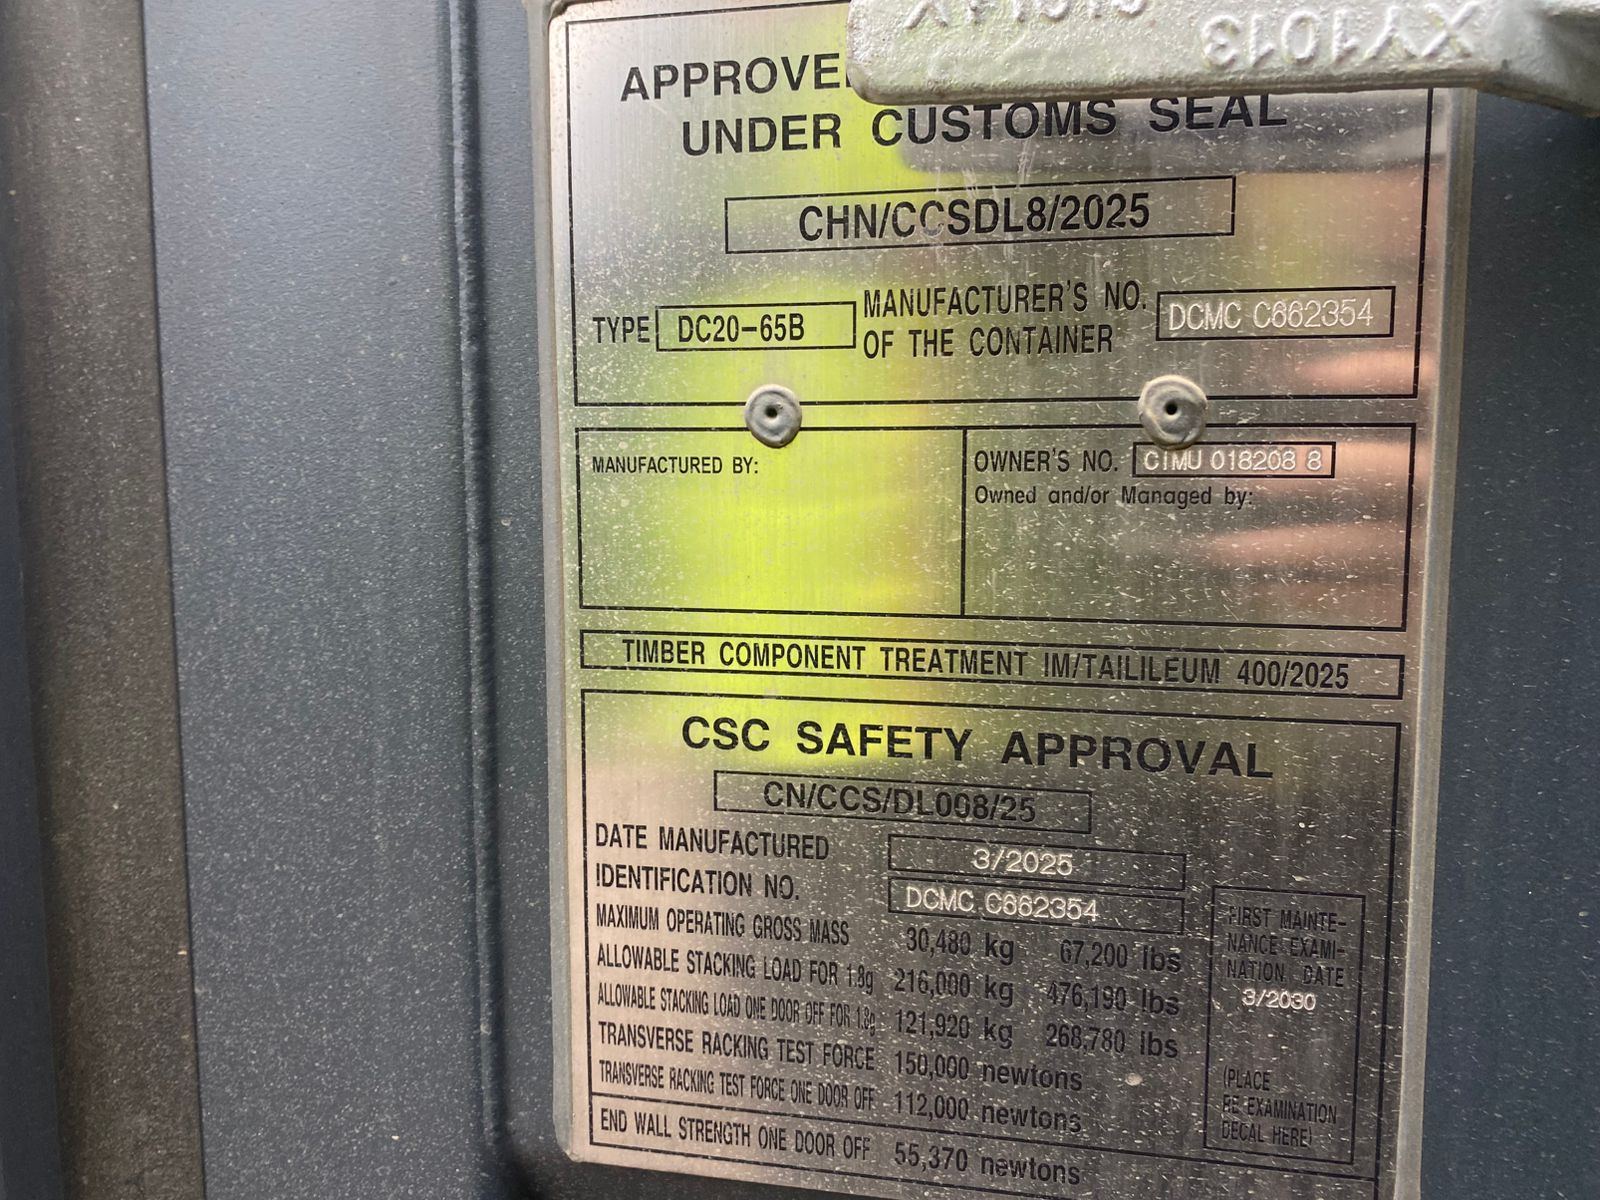 XY1013
APPROVE
UNDER CUSTOMS SEAL
CHN/CCSDL8/2025
TYPE DC20-65B
MANUFACTURER'S NO.
OF THE CONTAINER
DCMC C662354
MANUFACTURED BY:
OWNER'S NO. CIMU 018208 8
Owned and/or Managed by:
TIMBER COMPONENT TREATMENT IM/TAILILEUM 400/2025
CSC SAFETY APPROVAL
CN/CCS/DL008/25
DATE MANUFACTURED 3/2025
IDENTIFICATION NO. DCMC C662354
MAXIMUM OPERATING GROSS MASS 30,480 kg 67,200 lbs
ALLOWABLE STACKING LOAD FOR 1.8g 216,000 kg 476,190 lbs
ALLOWABLE STACKING LOAD ONE DOOR OFF FOR 1.8g 121,920 kg 268,780 lbs
TRANSVERSE RACKING TEST FORCE 150,000 newtons
TRANSVERSE RACKING TEST FORCE ONE DOOR OFF 112,000 newtons
END WALL STRENGTH ONE DOOR OFF 55,370 newtons
FIRST MAINTE-
NANCE EXAMI-
NATION DATE
3/2030
(PLACE
RE EXAMINATION
DECAL HERE)